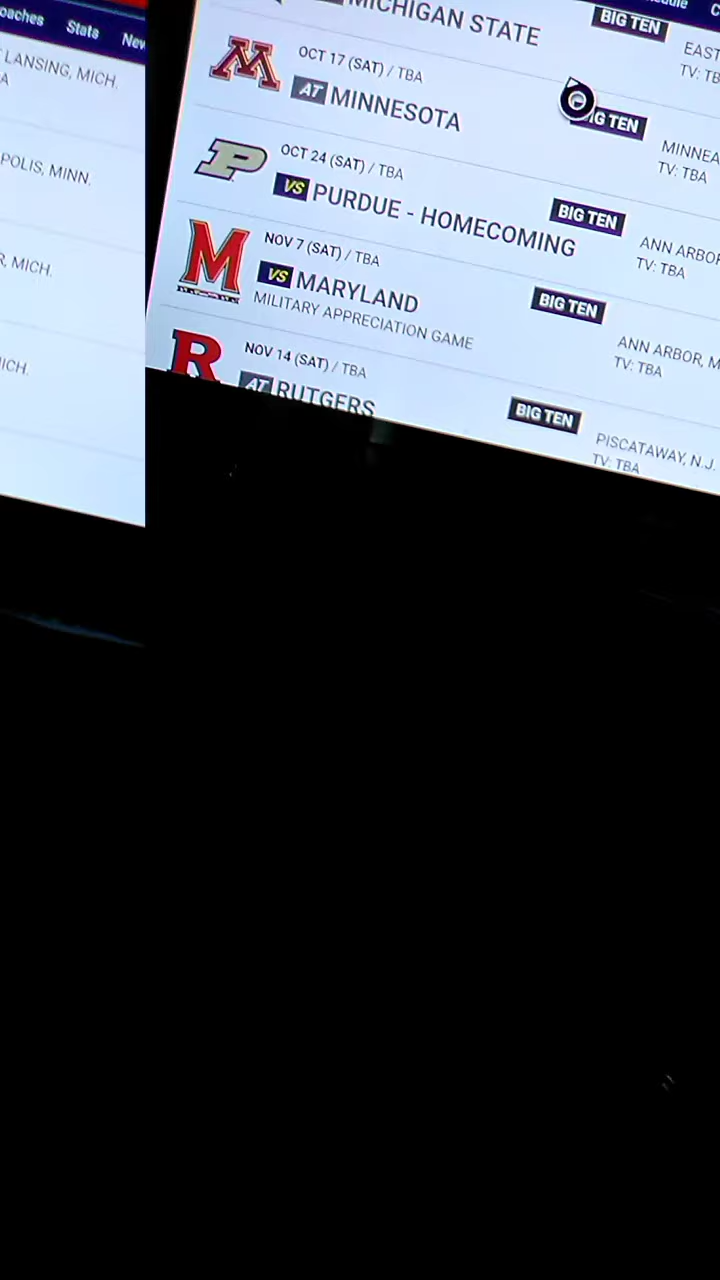 oaches Stats
LANSING, MICH.
POLIS, MINN.
MICH.
ICH.
MICHIGAN STATE
BIG TEN
EAST
TV: TB
OCT 17 (SAT) / TBA
AT MINNESOTA
IG TEN
MINNEA
TV: TBA
OCT 24 (SAT) / TBA
VS PURDUE - HOMECOMING
BIG TEN
ANN ARBOR
TV: TBA
NOV 7 (SAT) / TBA
VS MARYLAND
MILITARY APPRECIATION GAME
BIG TEN
ANN ARBOR, M
TV: TBA
NOV 14 (SAT) / TBA
AT RUTGERS
BIG TEN
PISCATAWAY, N.J.
TV: TBA